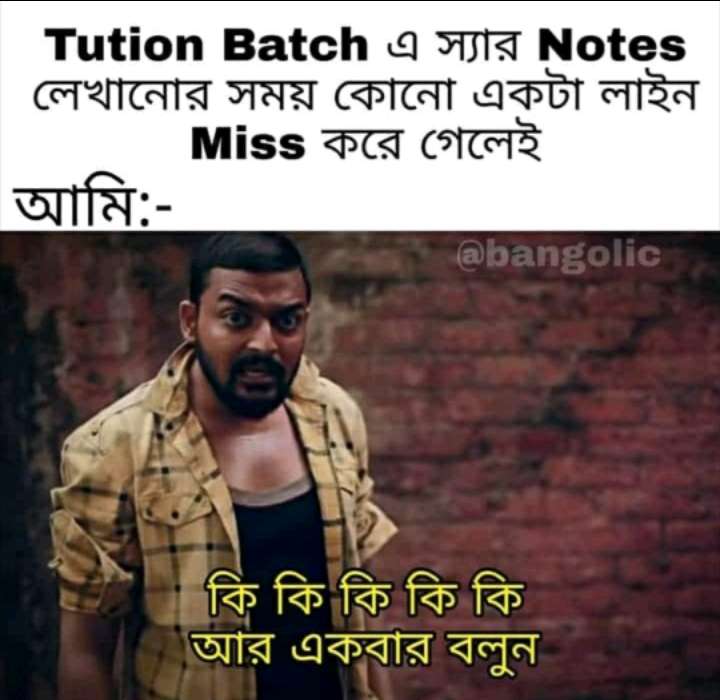 Tution Batch এ স্যার Notes
লেখানোর সময় কোনো একটা লাইন
Miss করে গেলেই
আমি:-
@bangolic
কি কি কি কি কি
আর একবার বলুন